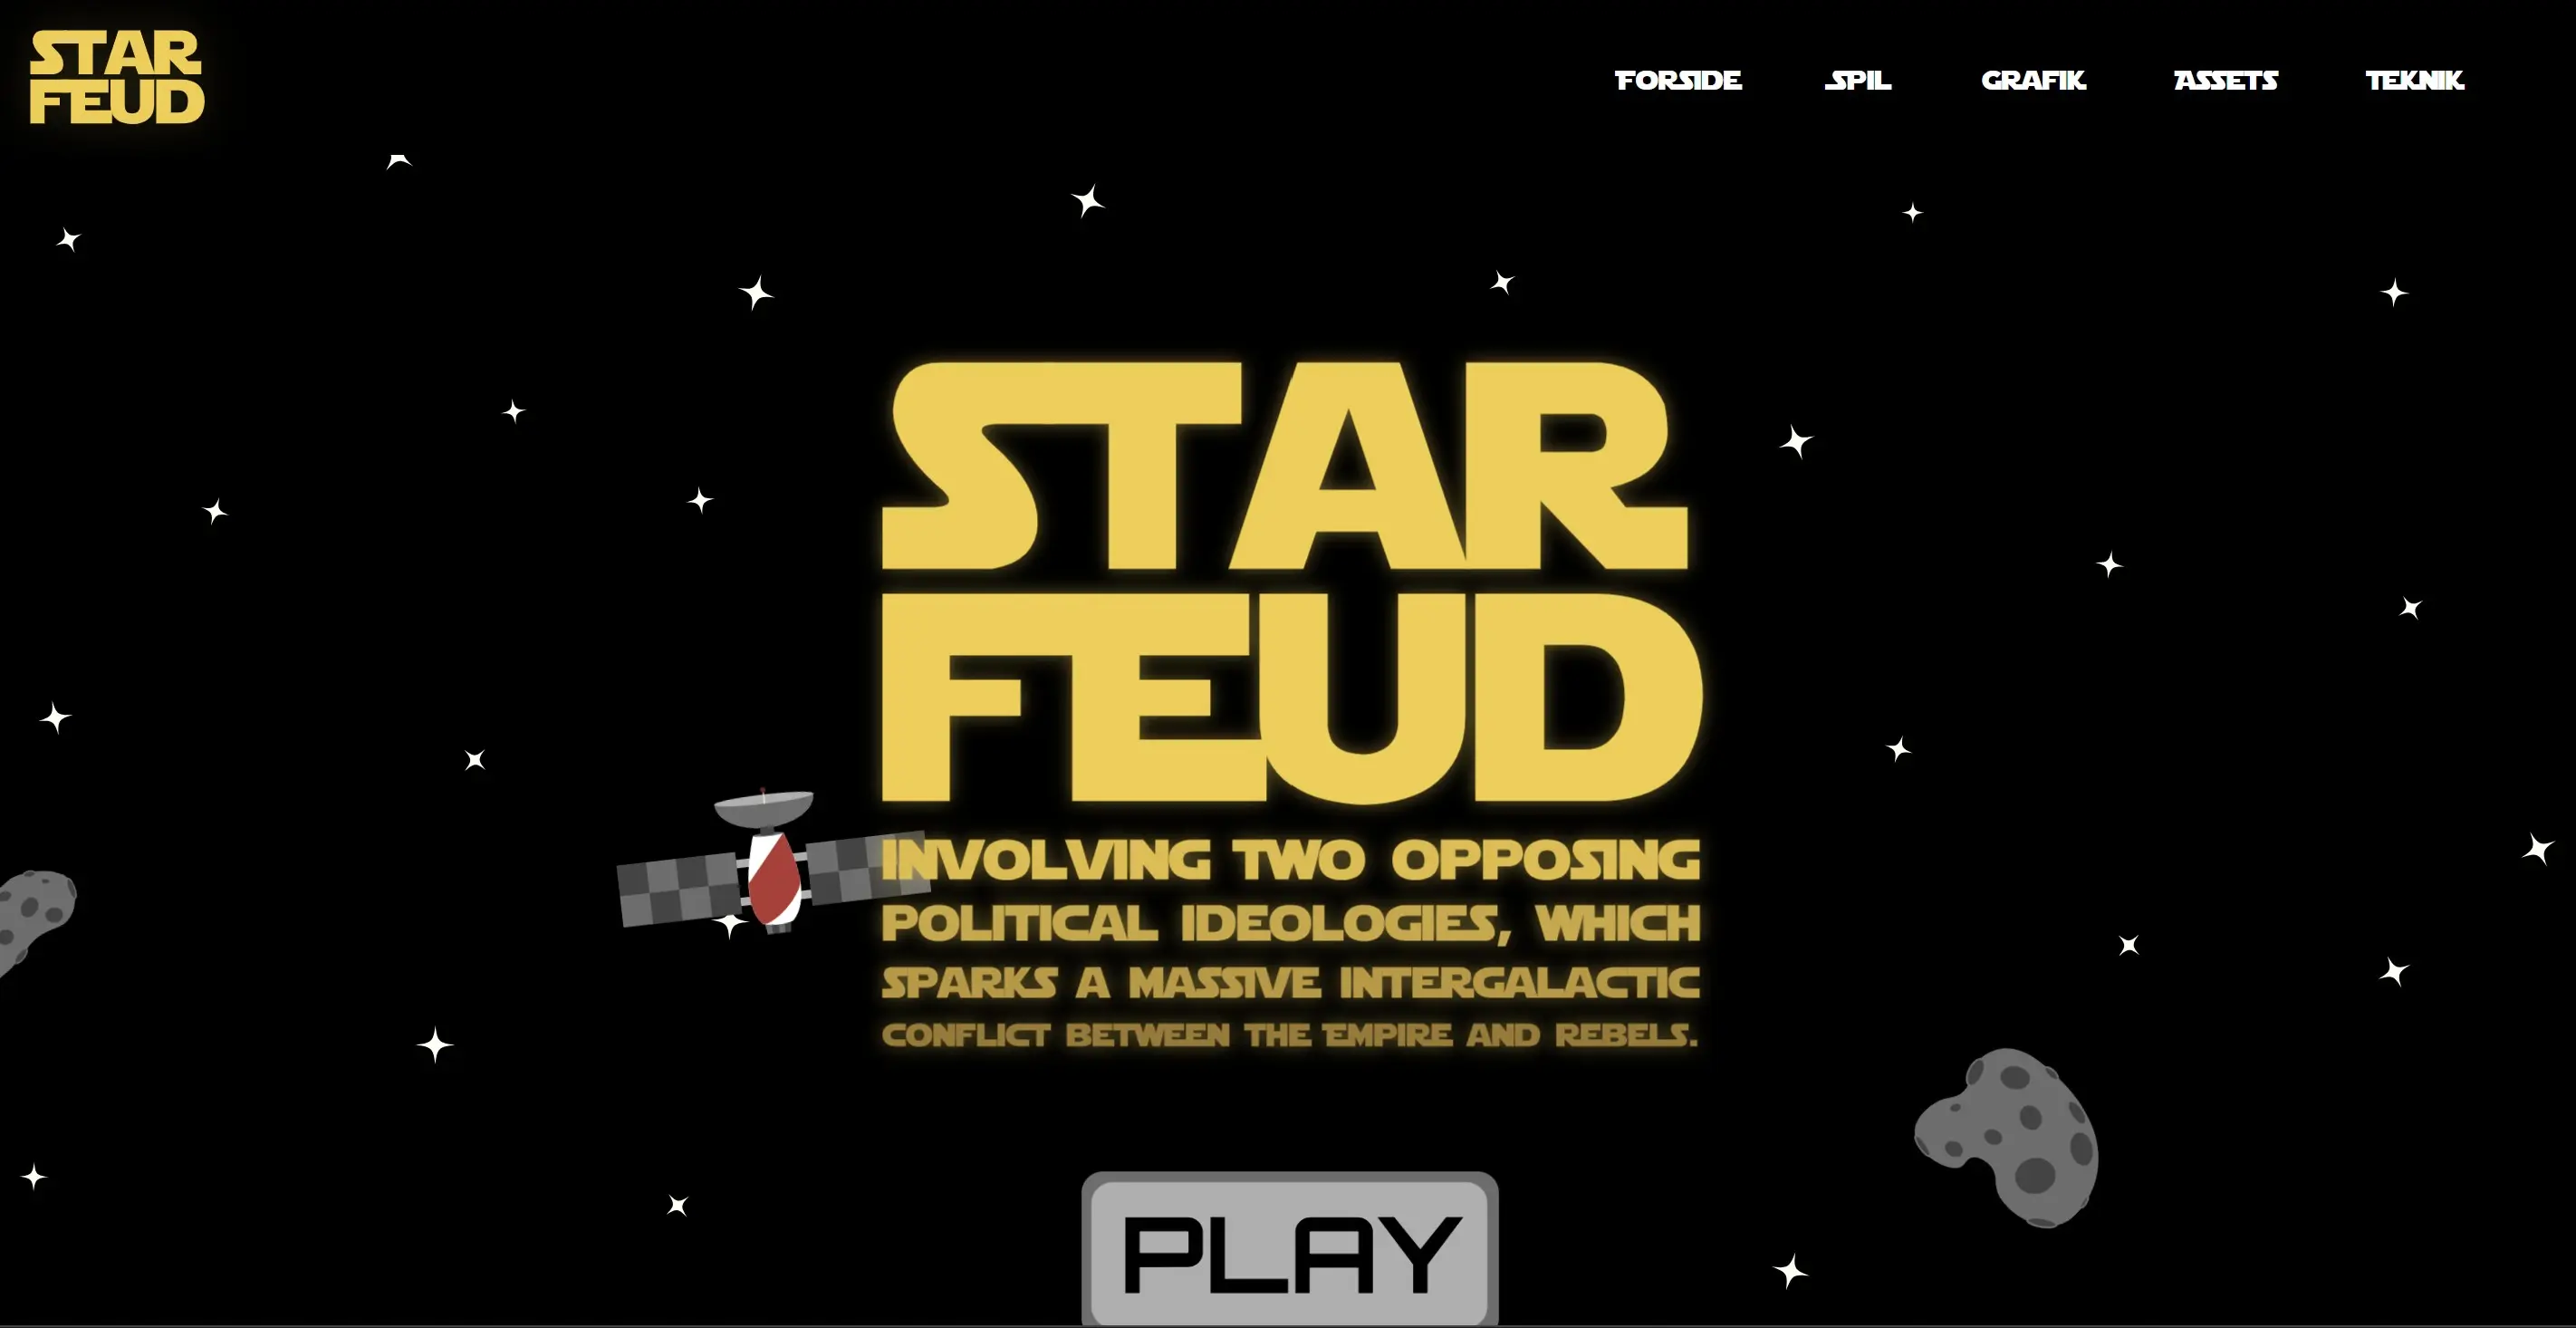 STAR
FEUD
FORSIDE SPIL GRAFIK ASSETS TEKNIK
STAR
FEUD
INVOLVING TWO OPPOSING
POLITICAL IDEOLOGIES, WHICH
SPARKS A MASSIVE INTERGALACTIC
CONFLICT BETWEEN THE EMPIRE AND REBELS.
PLAY